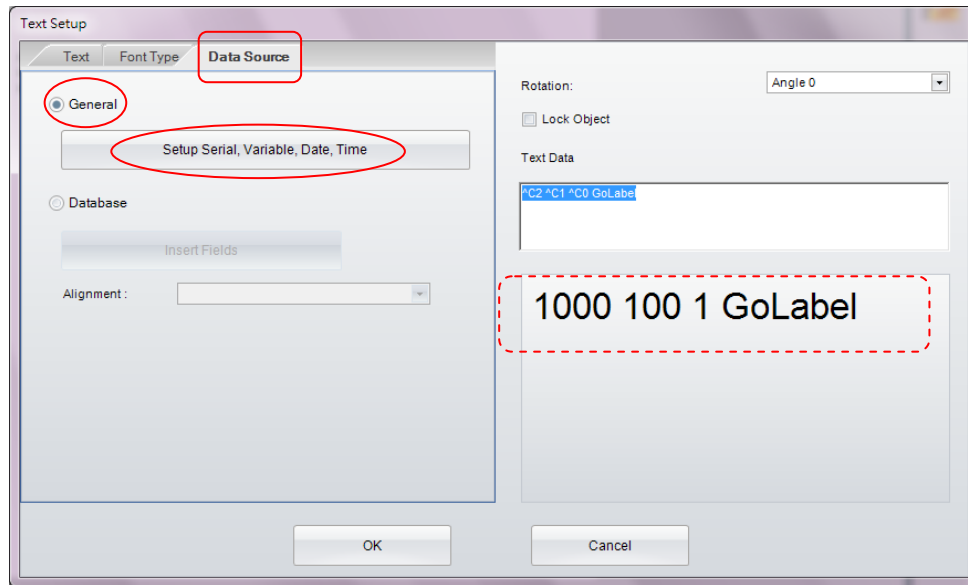 Text Setup
Text Font Type Data Source
General
Setup Serial, Variable, Date, Time
Database
Insert Fields
Alignment :
Rotation: Angle 0
Lock Object
Text Data
^C2 ^C1 ^C0 GoLabel
1000 100 1 GoLabel
OK Cancel